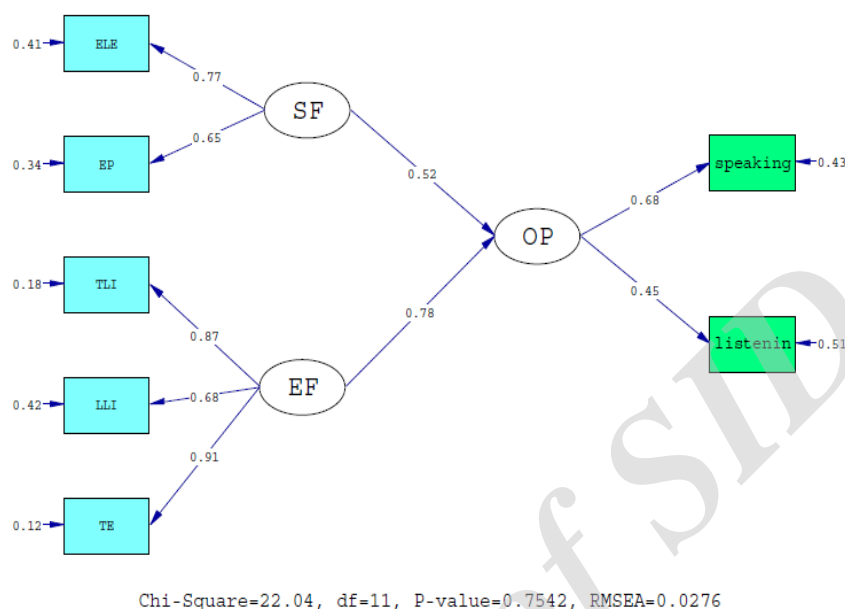 0.41 ELE
0.77
SF
0.65
0.34 EP
0.52
speaking 0.43
0.68
OP
0.18 TLI
0.45
0.78
0.87
listenin 0.51
EF
0.42 LLI
0.68
0.91
0.12 TE
of SID
Chi-Square=22.04, df=11, P-value=0.7542, RMSEA=0.0276